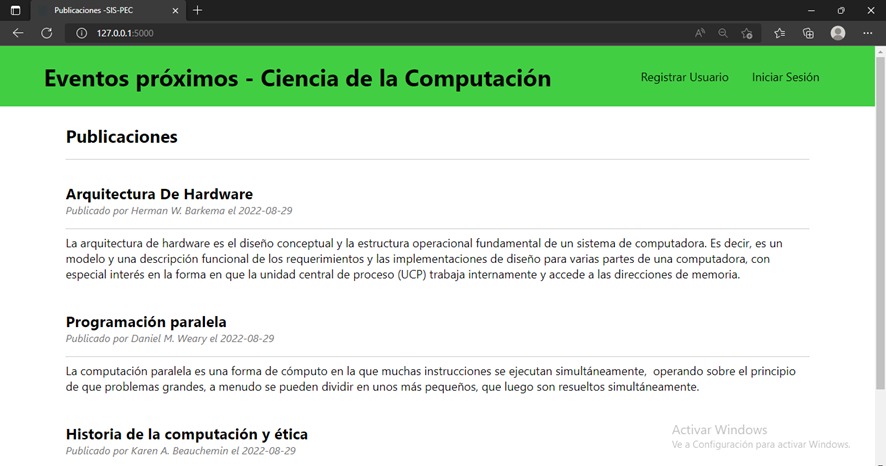 Publicaciones -SIS-PEC
127.0.0.1:5000
Eventos próximos - Ciencia de la Computación
Registrar Usuario
Iniciar Sesión
Publicaciones
Arquitectura De Hardware
Publicado por Herman W. Barkema el 2022-08-29
La arquitectura de hardware es el diseño conceptual y la estructura operacional fundamental de un sistema de computadora. Es decir, es un
modelo y una descripción funcional de los requerimientos y las implementaciones de diseño para varias partes de una computadora, con
especial interés en la forma en que la unidad central de proceso (UCP) trabaja internamente y accede a las direcciones de memoria.
Programación paralela
Publicado por Daniel M. Weary el 2022-08-29
La computación paralela es una forma de cómputo en la que muchas instrucciones se ejecutan simultáneamente,  operando sobre el principio
de que problemas grandes, a menudo se pueden dividir en unos más pequeños, que luego son resueltos simultáneamente.
Historia de la computación y ética
Publicado por Karen A. Beauchemin el 2022-08-29
Activar Windows
Ve a Configuración para activar Windows.